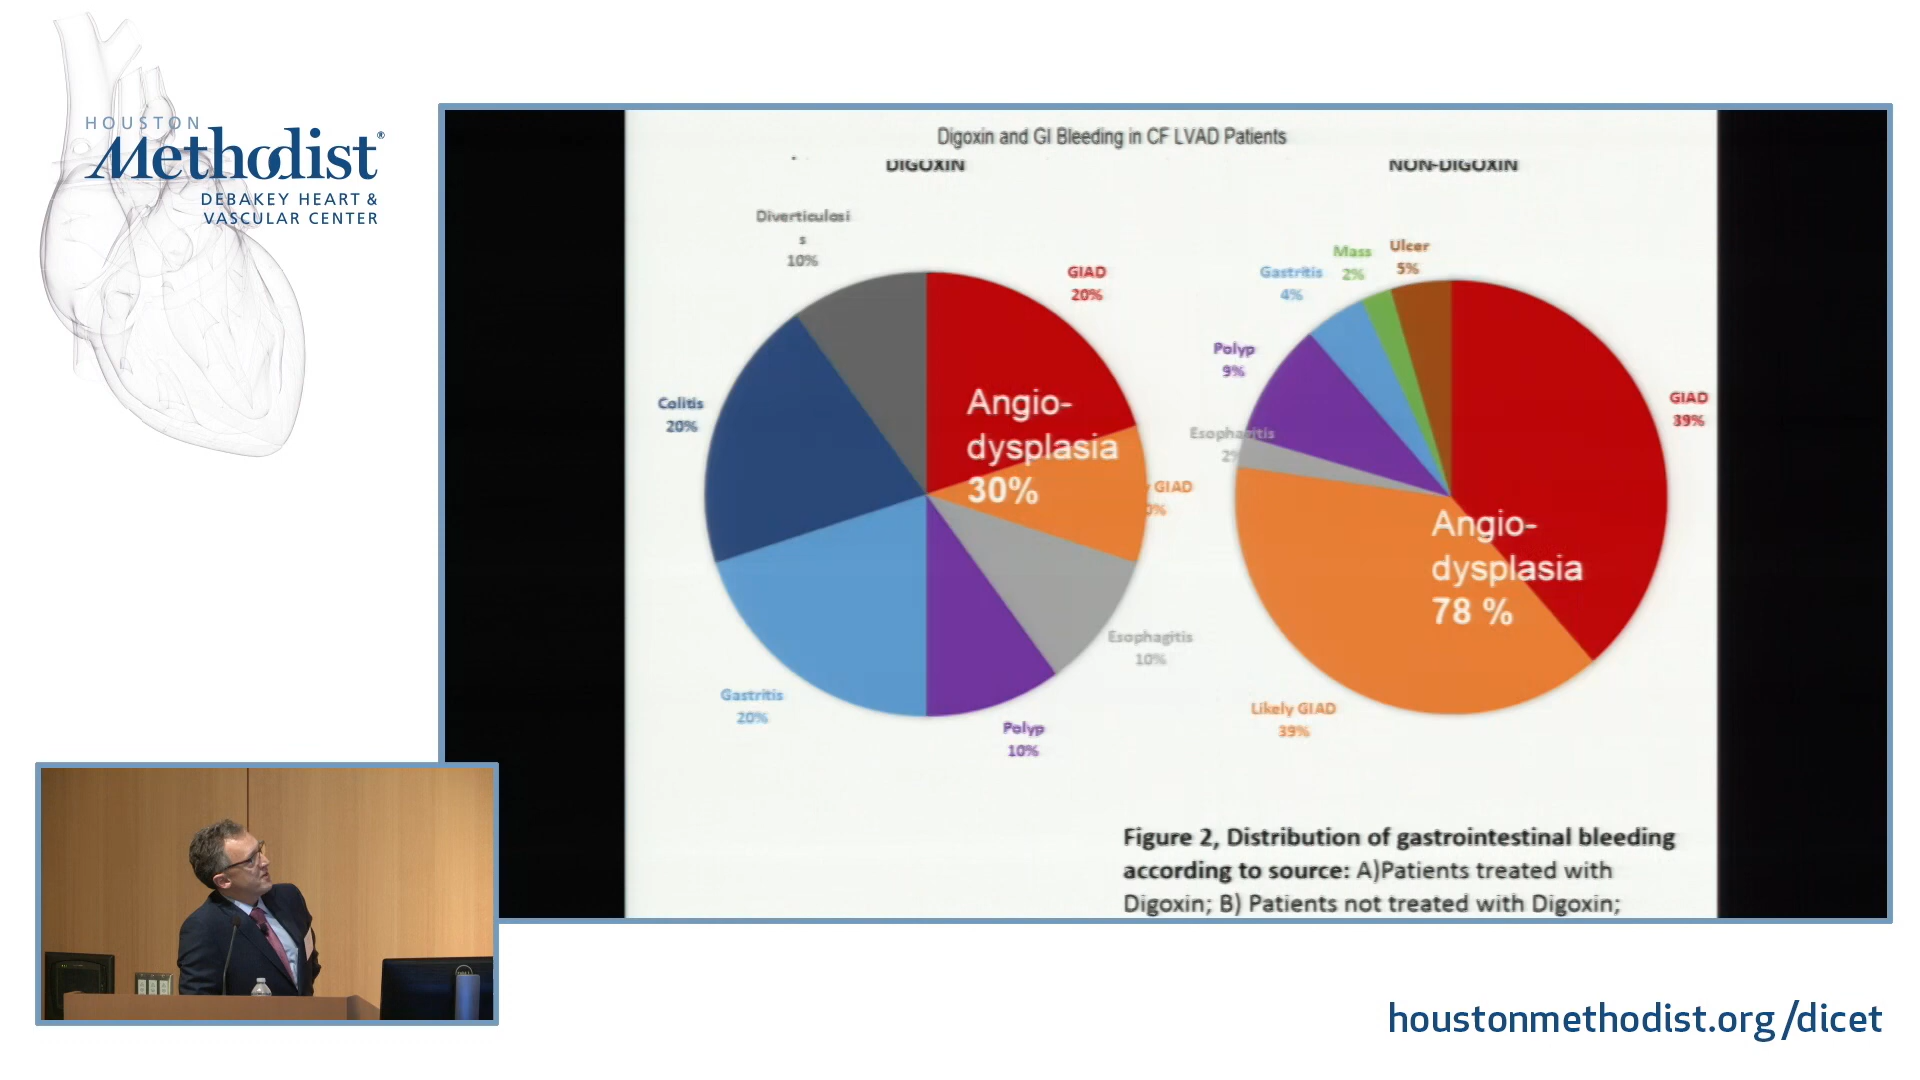 HOUSTON
Methodist®
DEBAKEY HEART &
VASCULAR CENTER
Digoxin and GI Bleeding in CF LVAD Patients
DIGOXIN
NON-DIGOXIN
Diverticulosi
s
10%
GIAD
20%
Angio-
dysplasia
30%
GIAD
Esophagitis
10%
Polyp
10%
Gastritis
20%
Colitis
20%
Mass
2%
Ulcer
5%
Gastritis
4%
Polyp
9%
Esophagitis
GIAD
39%
Angio-
dysplasia
78 %
Likely GIAD
39%
Figure 2, Distribution of gastrointestinal bleeding
according to source: A)Patients treated with
Digoxin; B) Patients not treated with Digoxin;
houstonmethodist.org/dicet